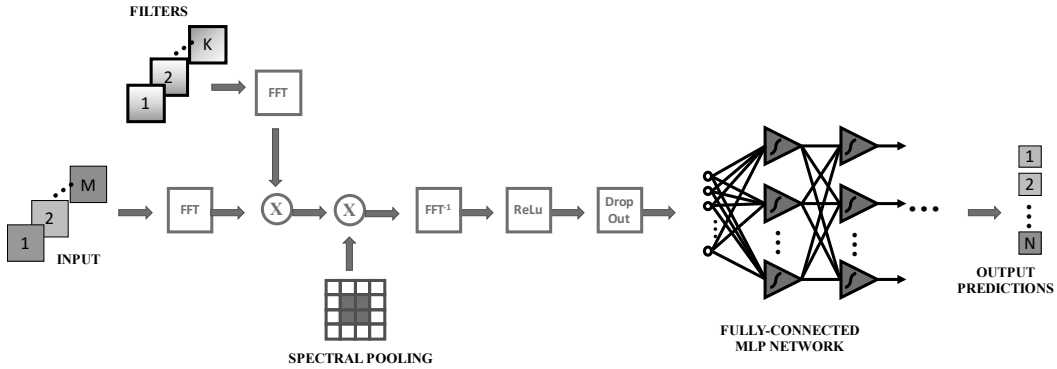 FILTERS
K
2
1
FFT
M
2
1
INPUT
FFT
X
X
FFT-1
ReLu
Drop
Out
1
2
N
OUTPUT
PREDICTIONS
SPECTRAL POOLING
FULLY-CONNECTED
MLP NETWORK